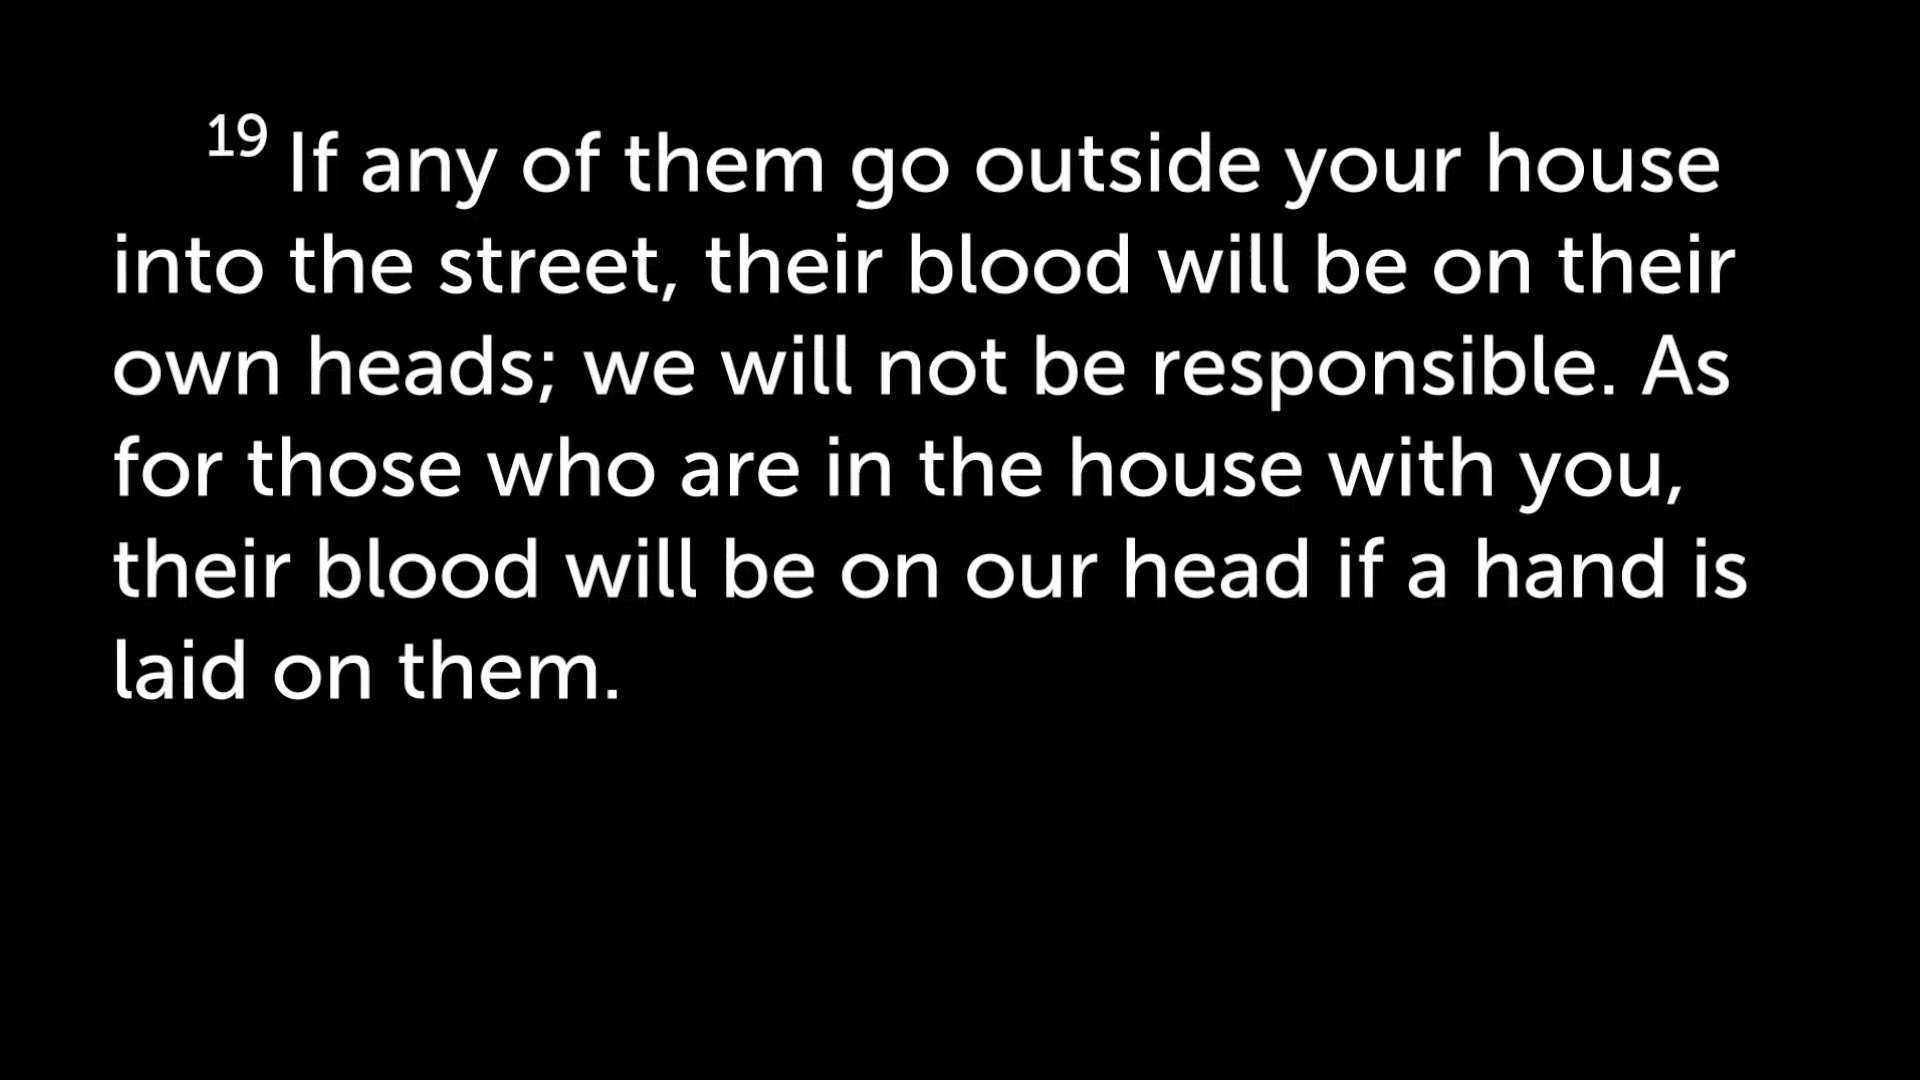 19 If any of them go outside your house
into the street, their blood will be on their
own heads; we will not be responsible. As
for those who are in the house with you,
their blood will be on our head if a hand is
laid on them.